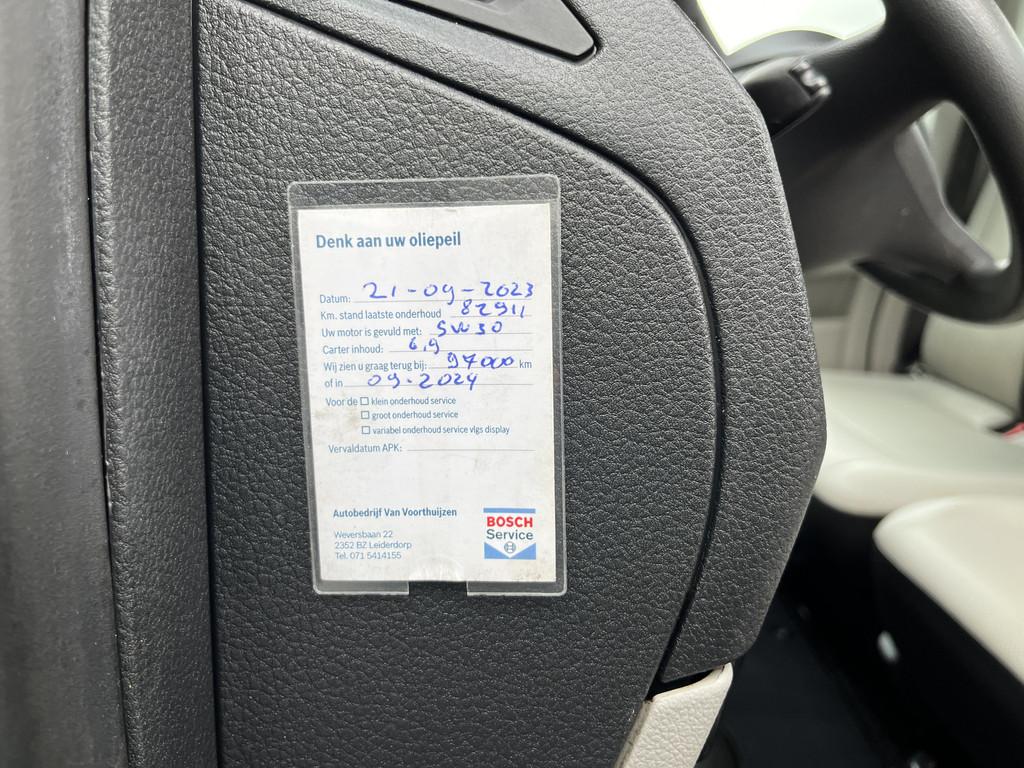 Denk aan uw oliepeil
Datum: 21-09-2023
Km. stand laatste onderhoud 82911
Uw motor is gevuld met: 5W30
Carter inhoud: 6,9
Wij zien u graag terug bij: 97000 km
of in 09-2024
Voor de ☐ klein onderhoud service
☐ groot onderhoud service
☐ variabel onderhoud service vlgs display
Vervaldatum APK:
Autobedrijf Van Voorthuijzen
Weversbaan 22
2352 BZ Leiderdorp
Tel. 071 5414155
BOSCH
Service